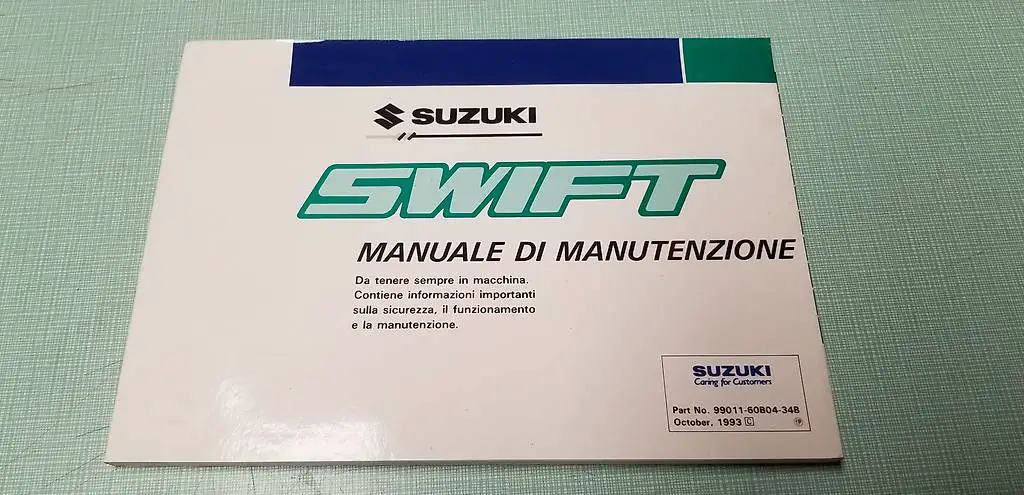 SUZUKI
SWIFT
MANUALE DI MANUTENZIONE
Da tenere sempre in macchina.
Contiene informazioni importanti
sulla sicurezza, il funzionamento
e la manutenzione.
SUZUKI
Caring for Customers
Part No. 99011-60B04-34B
October, 1993 C